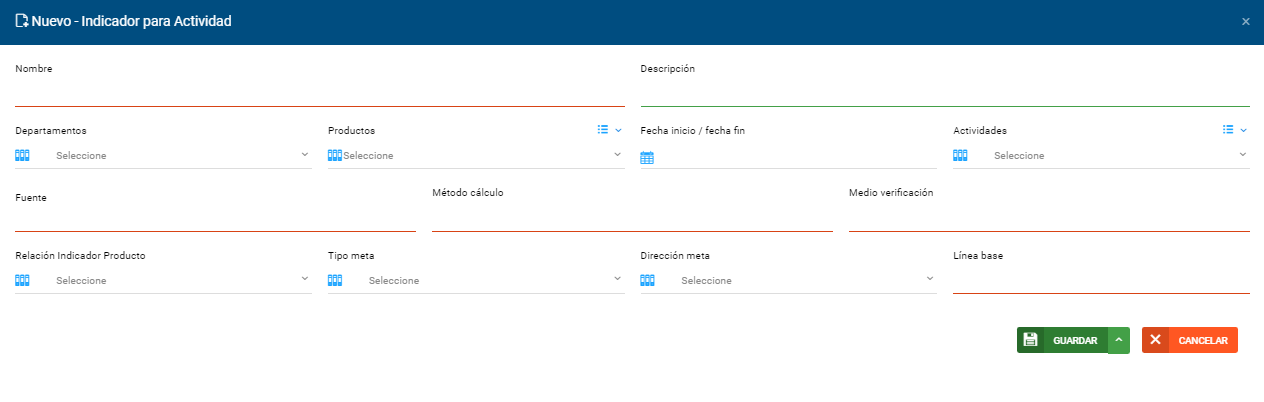 Nuevo - Indicador para Actividad
Nombre
Descripción
Departamentos
Productos
Fecha inicio / fecha fin
Actividades
Seleccione
Seleccione
Seleccione
Fuente
Método cálculo
Medio verificación
Relación Indicador Producto
Tipo meta
Dirección meta
Línea base
Seleccione
Seleccione
Seleccione
GUARDAR
CANCELAR